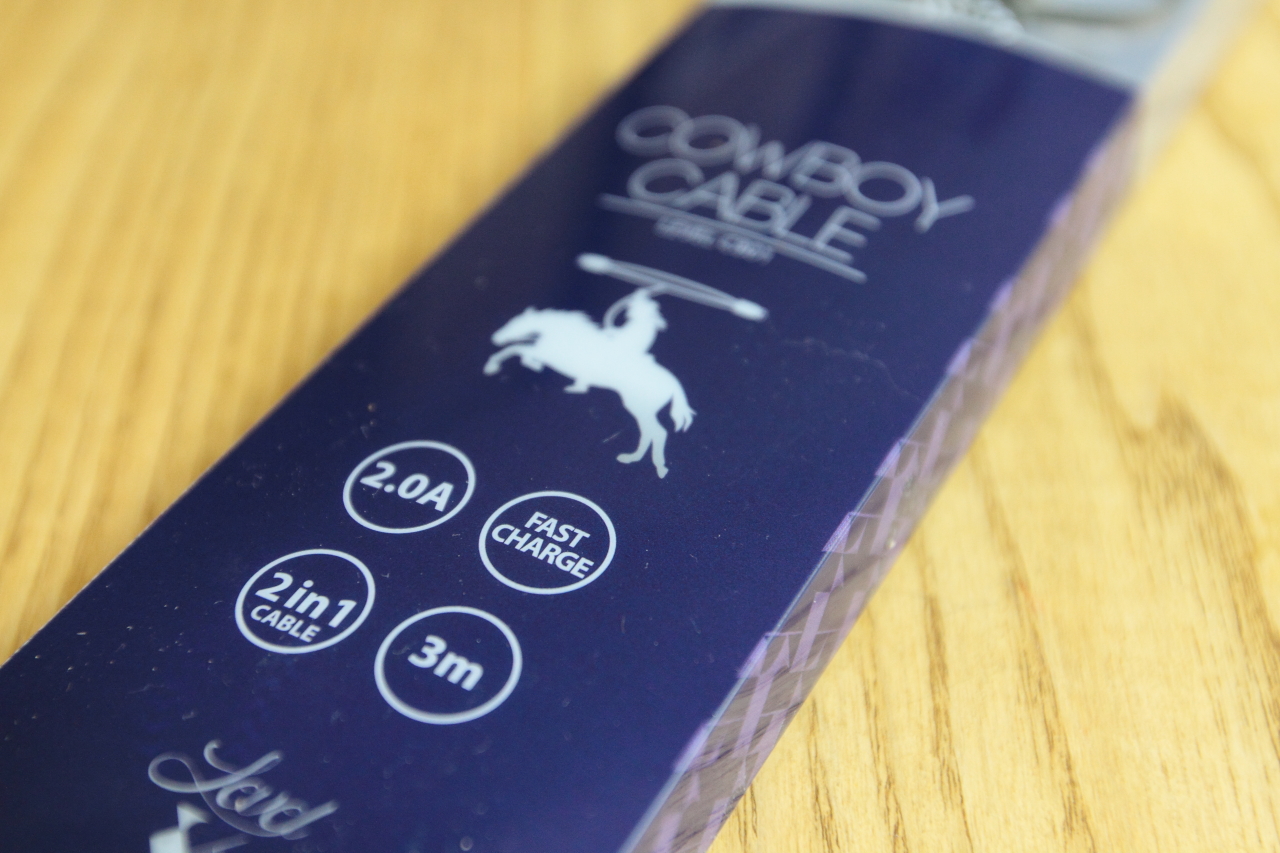 COWBOY
CABLE
2.0A
FAST
CHARGE
2in1
CABLE
3m